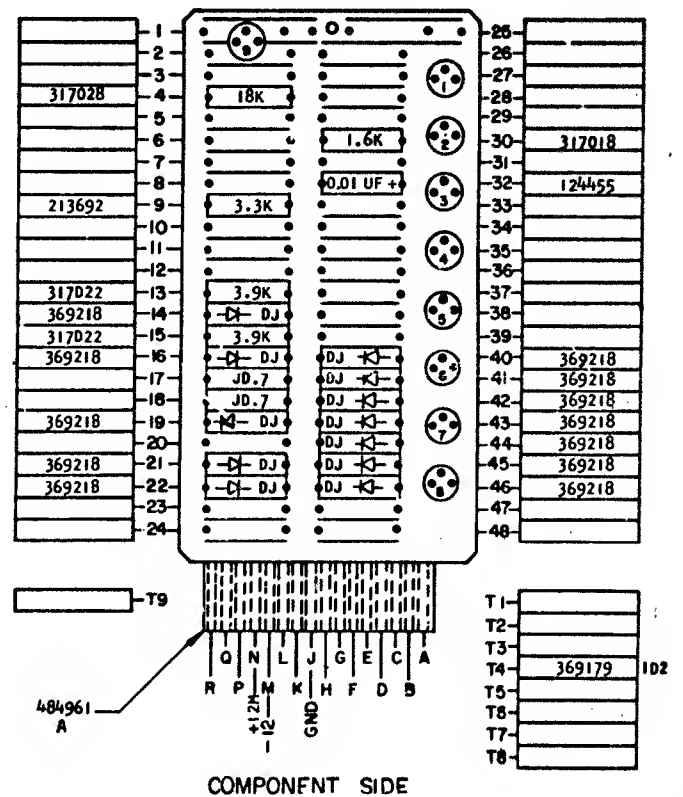 1 25
2 9 26
3 27
1
317028 4 18K 28
5 29
6 1.6K 2 30 317018
7 31
8 0.01 UF + 32 124455
213692 9 3.3K 3 33
10 34
11 4 35
12 36
317022 13 3.9K 37
369218 14 DJ 5 38
317022 15 3.9K 39
369218 16 DJ DJ 40 369218
17 JD.7 DJ 6 41 369218
18 JD.7 DJ 42 369218
369218 19 DJ DJ 7 43 369218
20 DJ 44 369218
369218 21 DJ DJ 45 369218
369218 22 DJ DJ 8 46 369218
23 47
24 48
T9
T1
T2
T3
T4 369179 1D2
T5
T6
T7
T8
Q N L J G E C A
R P M K H F D B
+12M
-12
GND
484961
A
COMPONENT SIDE